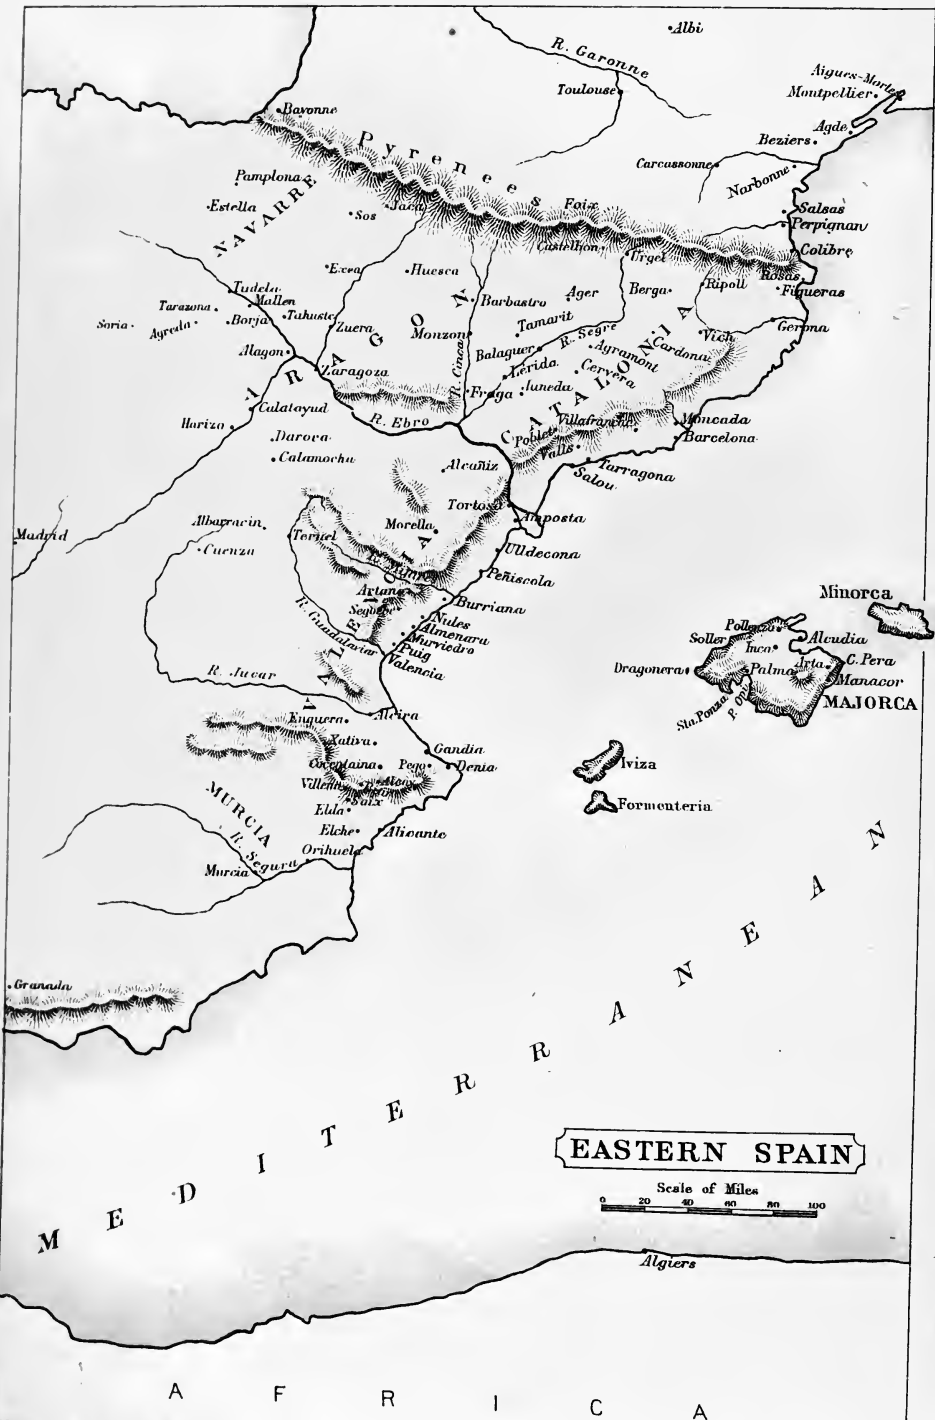 Albi
R. Garonne
Toulouse
Aigues-Mortes
Montpellier
Agde
Beziers
Carcassonne
Narbonne
Bayonne
Pyrenees
Pamplona
Estella
NAVARRE
Sos
Jaca
Foix
Salsas
Perpignan
Colibre
Castelbon
Urgel
Rosas
Figueras
Exea
Huesca
Tudela
Mallen
Tarazona
Borja
Tahuste
Zuera
Soria
Agreda
Alagon
Zaragoza
ARAGON
Barbastro
Ager
Berga
Ripoll
Monzon
Tamarit
R. Segre
Balaguer
Agramont
Cardona
Vich
Gerona
R. Cinca
Lerida
Cervera
Fraga
Juneda
CATALONIA
Calatayud
Harizo
R. Ebro
Poblet
Villafranche
Moncada
Barcelona
Valls
Tarragona
Salou
Daroca
Calamocha
Alcañiz
Tortosa
Amposta
Madrid
Albarracin
Cuenza
Teruel
Morella
Ulldecona
Peñiscola
R. Mijares
Artana
Burriana
Segorbe
Nules
Almenara
Murviedro
Puig
Valencia
R. Guadalaviar
VALENCIA
R. Jucar
Alcira
Enguera
Xativa
Gandia
Cocentaina
Pego
Denia
Villena
Alcoy
Biar
Saix
Elda
MURCIA
Elche
Alicante
R. Segura
Orihuela
Murcia
Granada
Minorca
Pollenza
Soller
Alcudia
Inca
Dragonera
Palma
Arta
C. Pera
Manacor
Sta. Ponza
MAJORCA
Iviza
Formenteria
MEDITERRANEAN
EASTERN SPAIN
Scale of Miles
0 20 40 60 80 100
Algiers
AFRICA